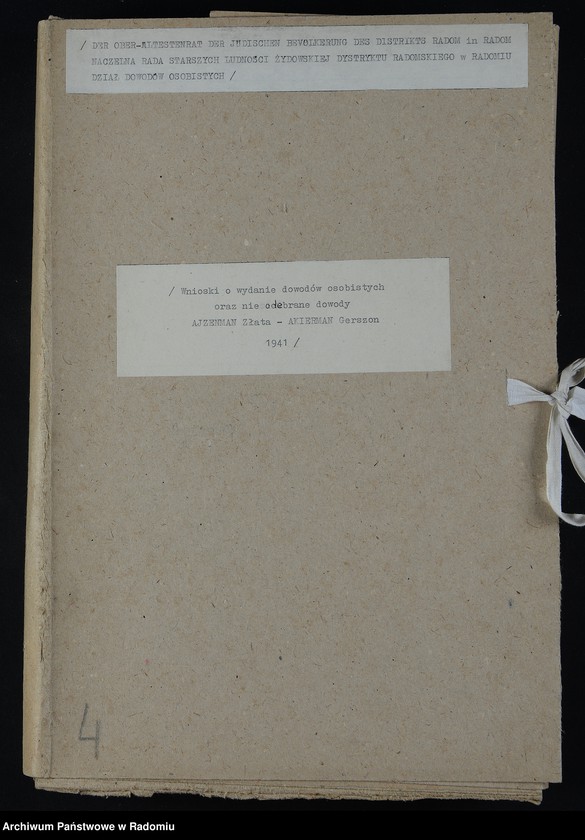 / DER OBER-ALTESTENRAT DER JUDISCHEN BEVOLKERUNG DES DISTRIKTS RADOM in RADOM
NACZELNA RADA STARSZYCH LUDNOŚCI ŻYDOWSKIEJ DYSTRYKTU RADOMSKIEGO w RADOMIU
DZIAŁ DOWODÓW OSOBISTYCH /
/ Wnioski o wydanie dowodów osobistych
oraz nieodebrane dowody
AJZENMAN Złata - AKIERMAN Gerszon
1941 /
4
Archiwum Państwowe w Radomiu